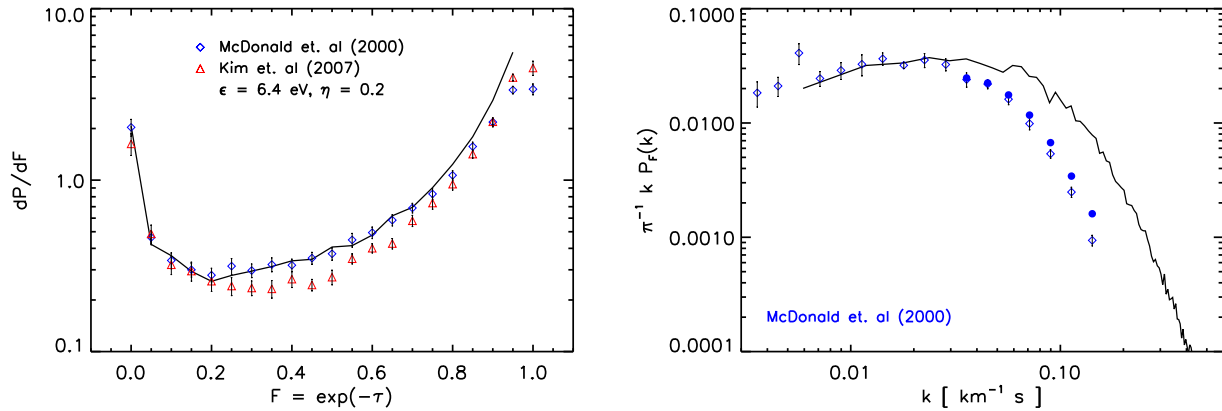 10.0
1.0
0.1
dP/dF
McDonald et. al (2000)
Kim et. al (2007)
ϵ = 6.4 eV, η = 0.2
0.0 0.2 0.4 0.6 0.8 1.0
F = exp(−τ)
0.1000
0.0100
0.0010
0.0001
π⁻¹ k P_F(k)
McDonald et. al (2000)
0.01 0.10
k [ km⁻¹ s ]